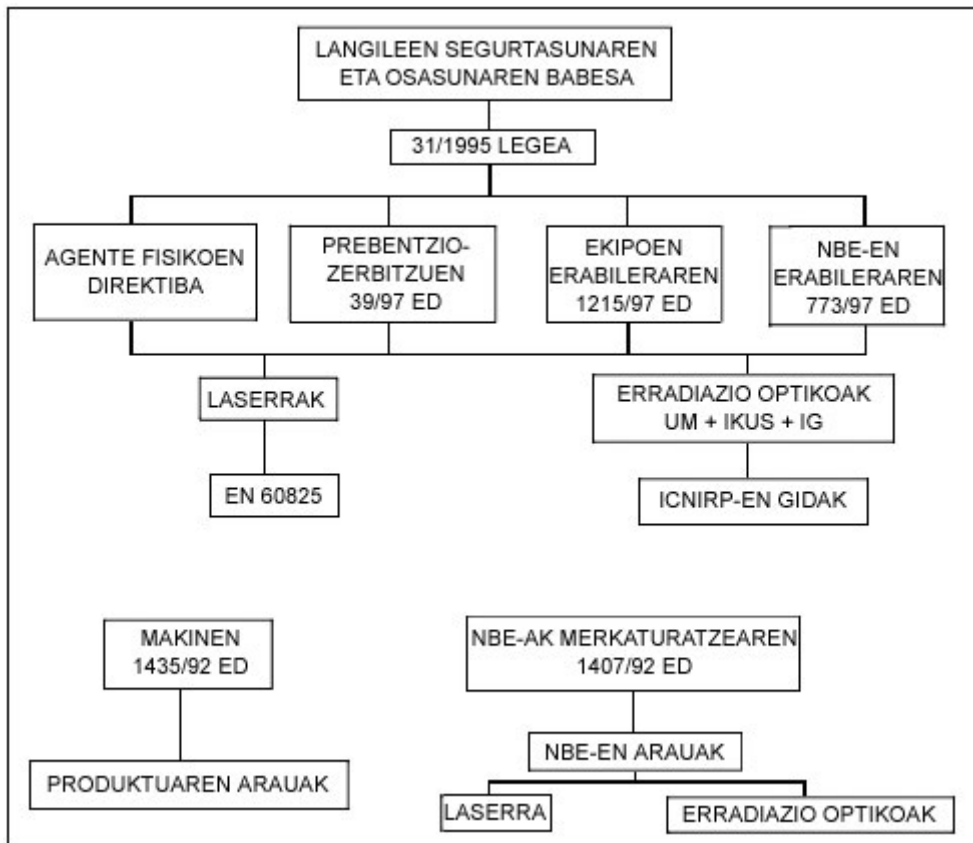 LANGILEEN SEGURTASUNAREN
ETA OSASUNAREN BABESA
31/1995 LEGEA
AGENTE FISIKOEN
DIREKTIBA
PREBENTZIO-
ZERBITZUEN
39/97 ED
EKIPOEN
ERABILERAREN
1215/97 ED
NBE-EN
ERABILERAREN
773/97 ED
LASERRAK
ERRADIAZIO OPTIKOAK
UM + IKUS + IG
EN 60825
ICNIRP-EN GIDAK
MAKINEN
1435/92 ED
NBE-AK MERKATURATZEAREN
1407/92 ED
PRODUKTUAREN ARAUAK
NBE-EN ARAUAK
LASERRA
ERRADIAZIO OPTIKOAK